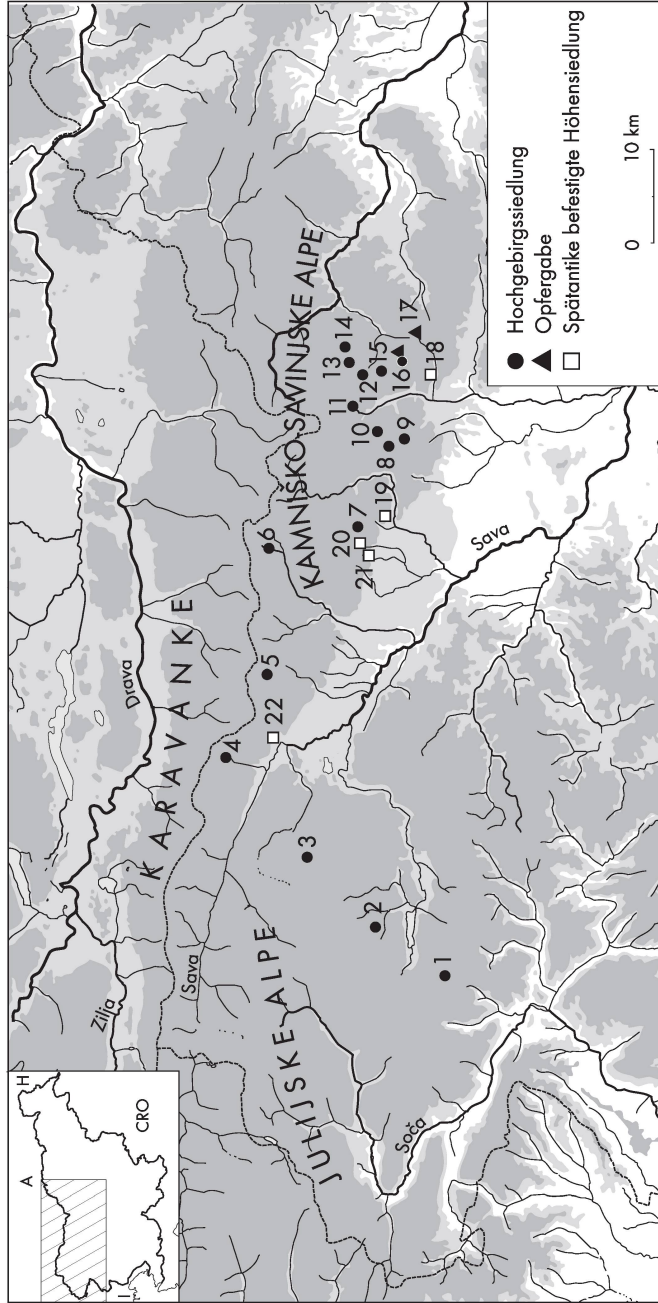 A
H
CRO
I
Zilja
Drava
KARAVANKE
Sava
JULIJSKE ALPE
Soča
KAMNIŠKO-SAVINJSKE ALPE
Sava
1
2
3
4
5
6
7
8
9
10
11
12
13
14
15
16
17
18
19
20
21
22
Hochgebirgssiedlung
Opfergabe
Spätantike befestigte Höhensiedlung
0
10 km